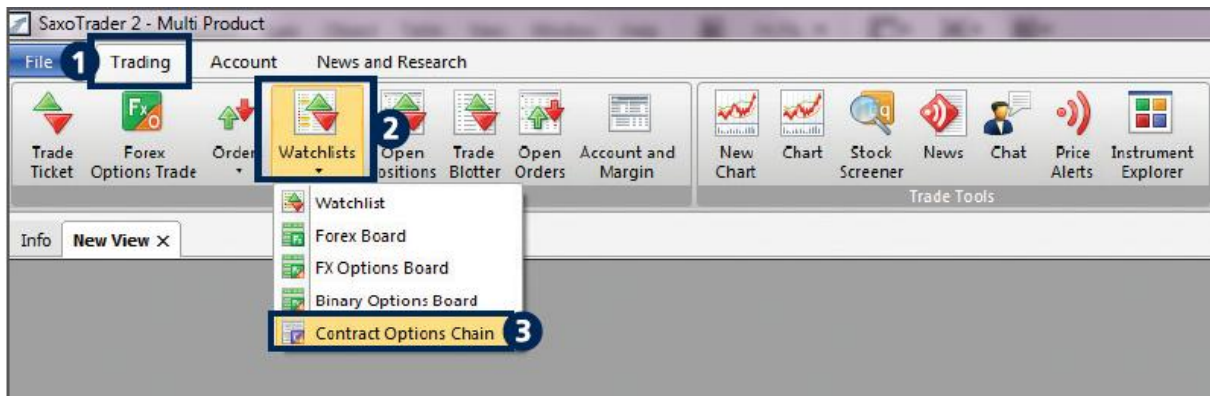 SaxoTrader 2 - Multi Product
File 1 Trading Account News and Research
Trade Ticket
Forex Options Trade
Order
Watchlists
2
Open ositions
Trade Blotter
Open Orders
Account and Margin
New Chart
Chart
Stock Screener
News
Chat
Price Alerts
Instrument Explorer
Trade Tools
Watchlist
Forex Board
FX Options Board
Binary Options Board
Contract Options Chain 3
Info New View ×